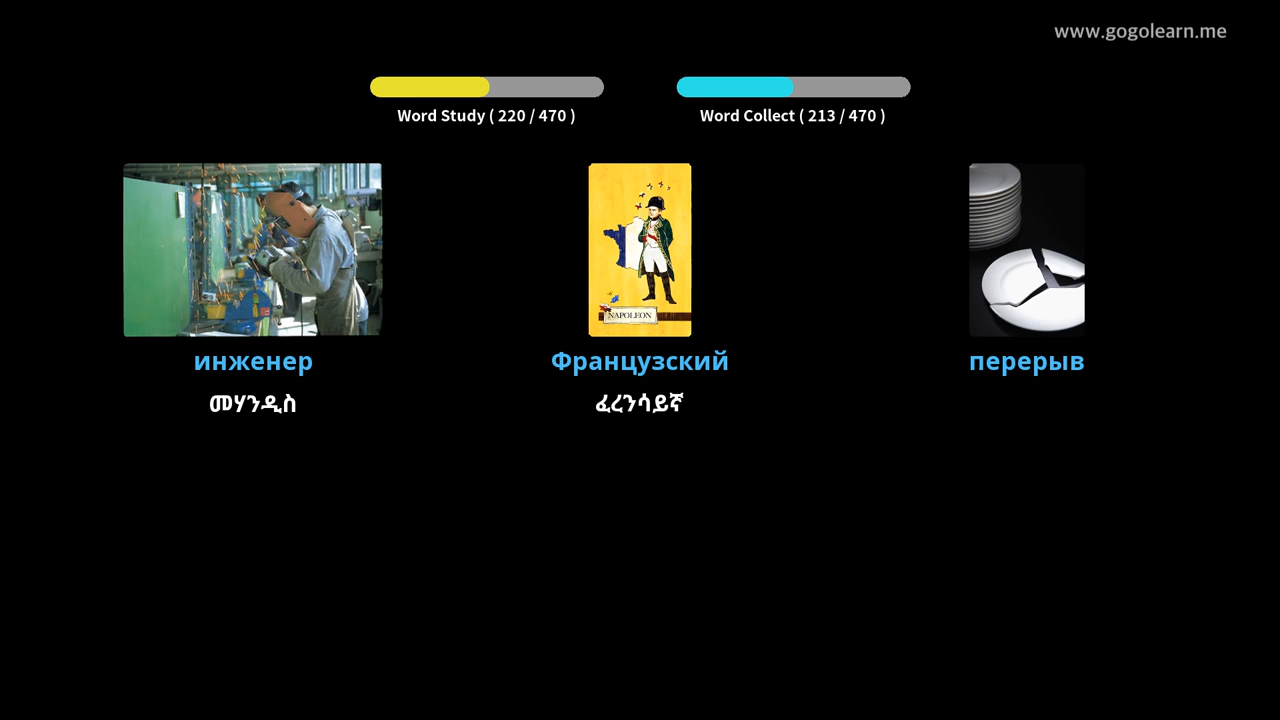 www.gogolearn.me
Word Study ( 220 / 470 )
Word Collect ( 213 / 470 )
NAPOLEON
инженер
Французский
перерыв
መሃንዲስ
ፈረንሳይኛ